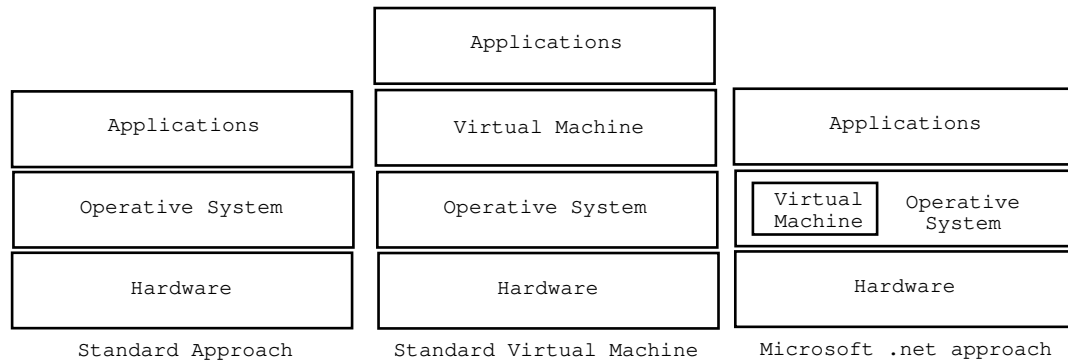 Applications
Operative System
Hardware
Standard Approach
Applications
Virtual Machine
Operative System
Hardware
Standard Virtual Machine
Applications
Virtual
Machine
Operative
System
Hardware
Microsoft .net approach